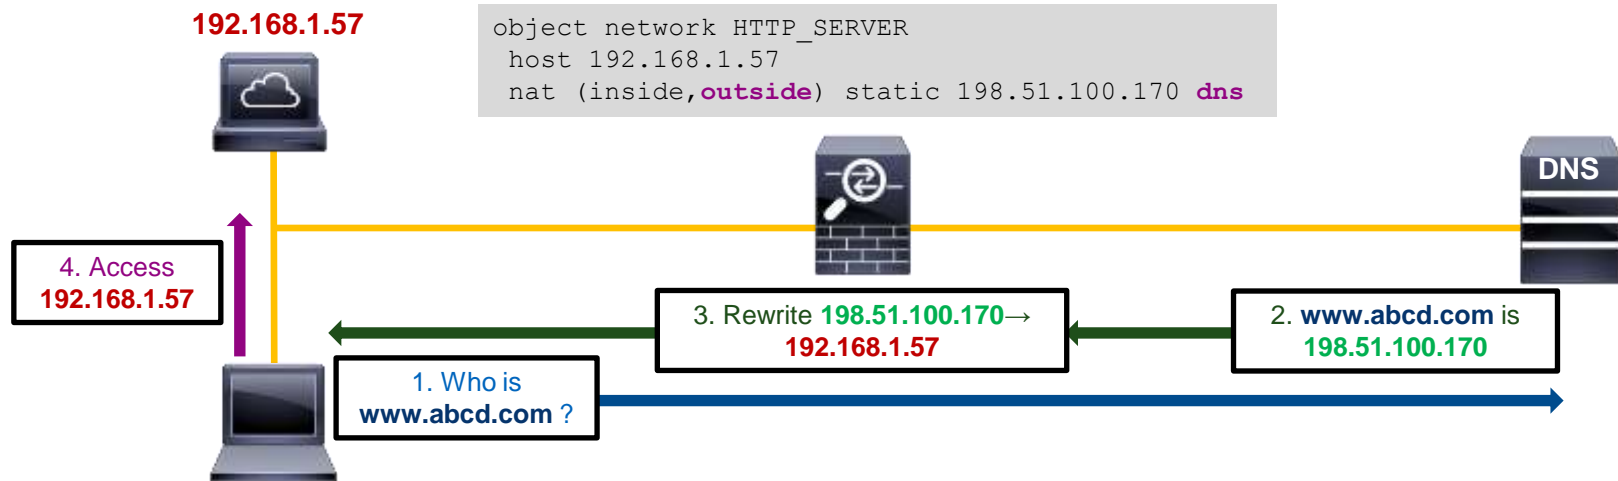 192.168.1.57
object network HTTP_SERVER
host 192.168.1.57
nat (inside,outside) static 198.51.100.170 dns
DNS
4. Access
192.168.1.57
3. Rewrite 198.51.100.170→
192.168.1.57
2. www.abcd.com is
198.51.100.170
1. Who is
www.abcd.com ?